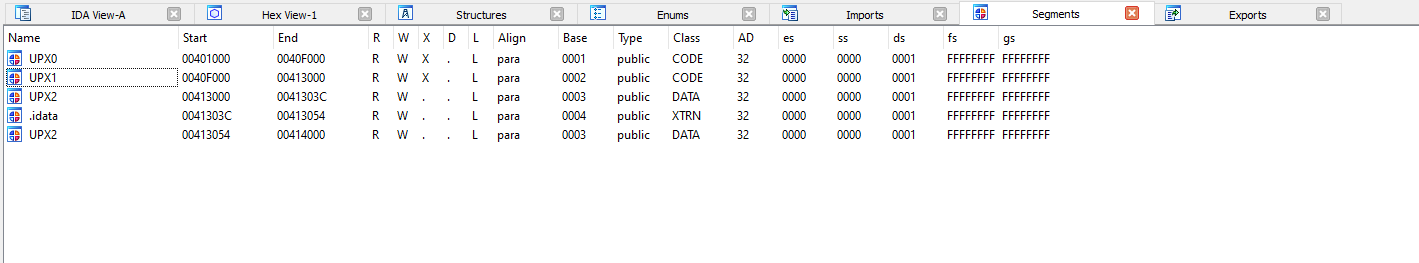 IDA View-A Hex View-1 Structures Enums Imports Segments Exports
Name Start End R W X D L Align Base Type Class AD es ss ds fs gs
UPX0 00401000 0040F000 R W X . L para 0001 public CODE 32 0000 0000 0001 FFFFFFFF FFFFFFFF
UPX1 0040F000 00413000 R W X . L para 0002 public CODE 32 0000 0000 0001 FFFFFFFF FFFFFFFF
UPX2 00413000 0041303C R W . . L para 0003 public DATA 32 0000 0000 0001 FFFFFFFF FFFFFFFF
.idata 0041303C 00413054 R W . . L para 0004 public XTRN 32 0000 0000 0001 FFFFFFFF FFFFFFFF
UPX2 00413054 00414000 R W . . L para 0003 public DATA 32 0000 0000 0001 FFFFFFFF FFFFFFFF